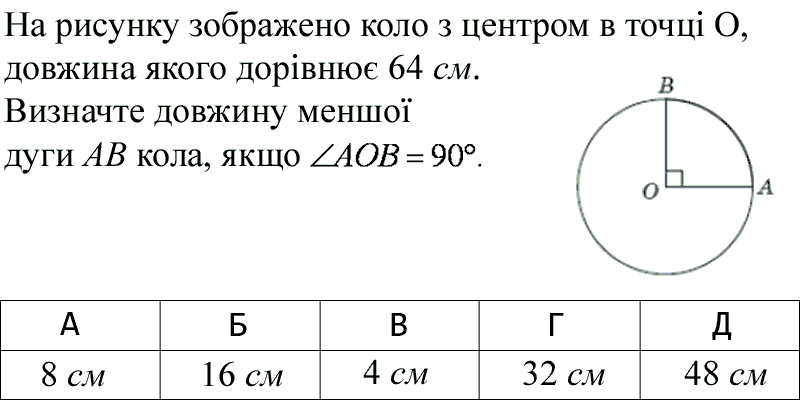 На рисунку зображено коло з центром в точці О,
довжина якого дорівнює 64 см.
Визначте довжину меншої
дуги AB кола, якщо ∠AOB = 90°.
B
O
A
А Б В Г Д
8 см 16 см 4 см 32 см 48 см